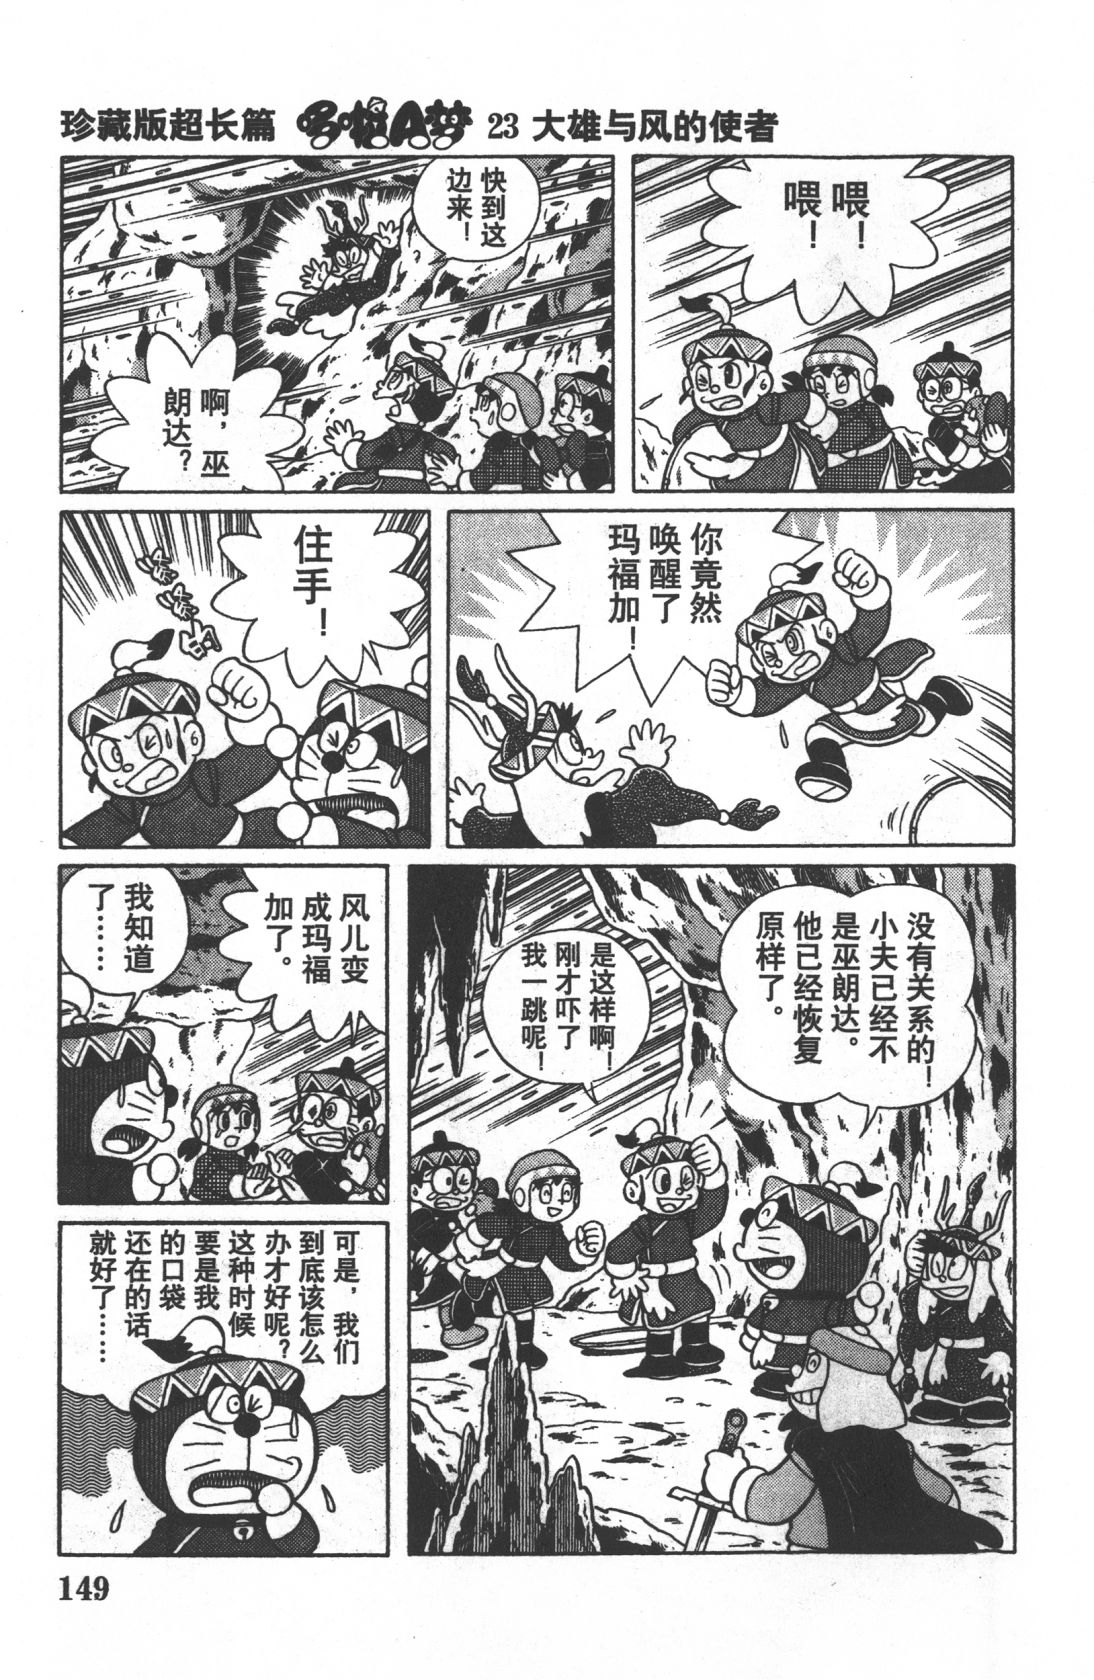 珍藏版超长篇 哆啦A梦 23 大雄与风的使者
喂！
喂！
快到这
边来！
啊，巫
朗达？
你竟然
唤醒了
玛福加！
住
手！
没有关系的！
小夫已经不
是巫朗达。
他已经恢复
原样了。
是这样啊！
刚才吓了
我一跳呢！
风儿变
成玛福
加了。
我知道
了……
可是，我们
到底该怎么
办才好呢？
这种时候
要是我
的口袋
还在的话
就好了……
149